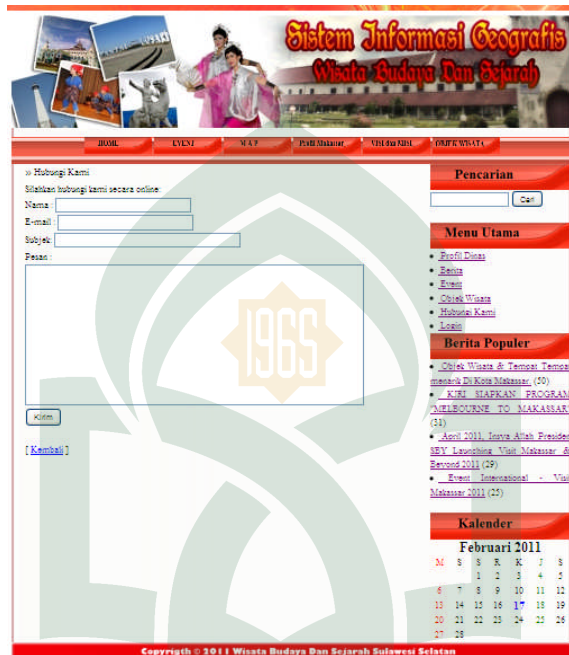 Sistem Informasi Geografis
Wisata Budaya Dan Sejarah
HOME EVENT M A P Profil Makassar VISI dan MISI OBJEK WISATA
» Hubungi Kami
Silahkan hubungi kami secara online:
Nama :
E-mail :
Subjek:
Pesan :
1965
Kirim
[ Kembali ]
Pencarian
Cari
Menu Utama
Profil Dinas
Berita
Event
Objek Wisata
Hubungi Kami
Login
Berita Populer
Objek Wisata & Tempat Tempat
menarik Di Kota Makassar (50)
KJRI SIAPKAN PROGRAM
"MELBOURNE TO MAKASSAR"
(31)
April 2011, Insya Allah Presiden
SBY Launching Visit Makassar &
Beyond 2011 (29)
Event International - Visit
Makassar 2011 (25)
Kalender
Februari 2011
M S S R K J S
1 2 3 4 5
6 7 8 9 10 11 12
13 14 15 16 17 18 19
20 21 22 23 24 25 26
27 28
Copyrigth © 2011 Wisata Budaya Dan Sejarah Sulawesi Selatan